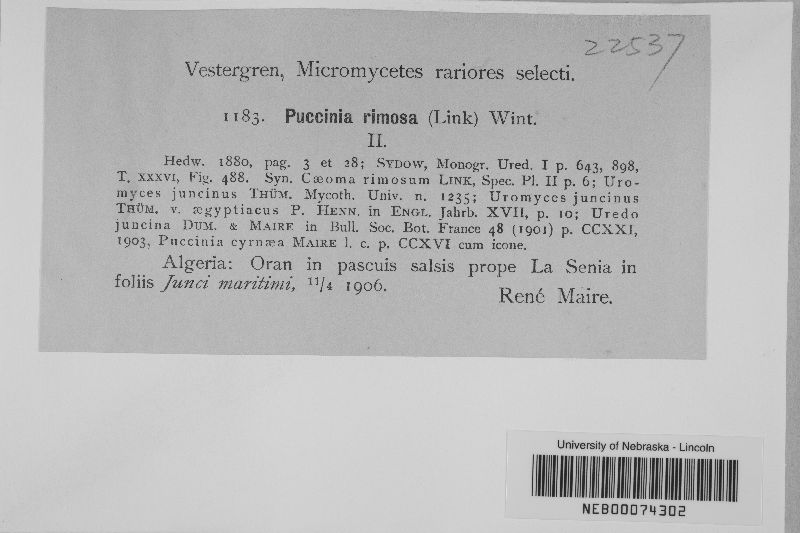 22537
Vestergren, Micromycetes rariores selecti.
1183. Puccinia rimosa (Link) Wint.
II.
Hedw. 1880, pag. 3 et 28; SYDOW, Monogr. Ured. I p. 643, 898,
T. XXXVI, Fig. 488. Syn. Cæoma rimosum LINK, Spec. Pl. II p. 6; Uro-
myces juncinus THÜM. Mycoth. Univ. n. 1235; Uromyces juncinus
THÜM. v. ægyptiacus P. HENN. in ENGL. Jahrb. XVII, p. 10; Uredo
juncina DUM. & MAIRE in Bull. Soc. Bot. France 48 (1901) p. CCXXI,
1903, Puccinia cyrnæa MAIRE l. c. p. CCXVI cum icone.
Algeria: Oran in pascuis salsis prope La Senia in
foliis Junci maritimi, 11/4 1906.
René Maire.
University of Nebraska - Lincoln
NEB00074302